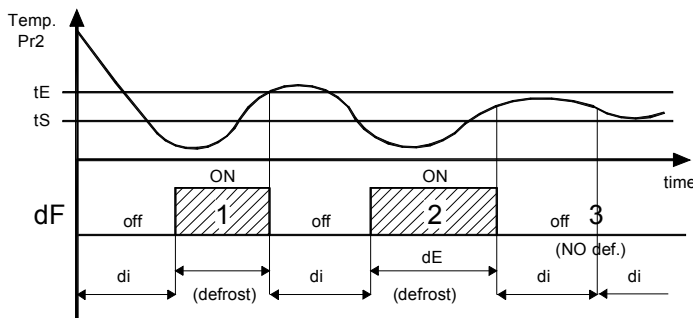 Temp.
Pr2
tE
tS
time
ON ON
dF off 1 off 2 off 3
(NO def.)
dE
di (defrost) di (defrost) di di